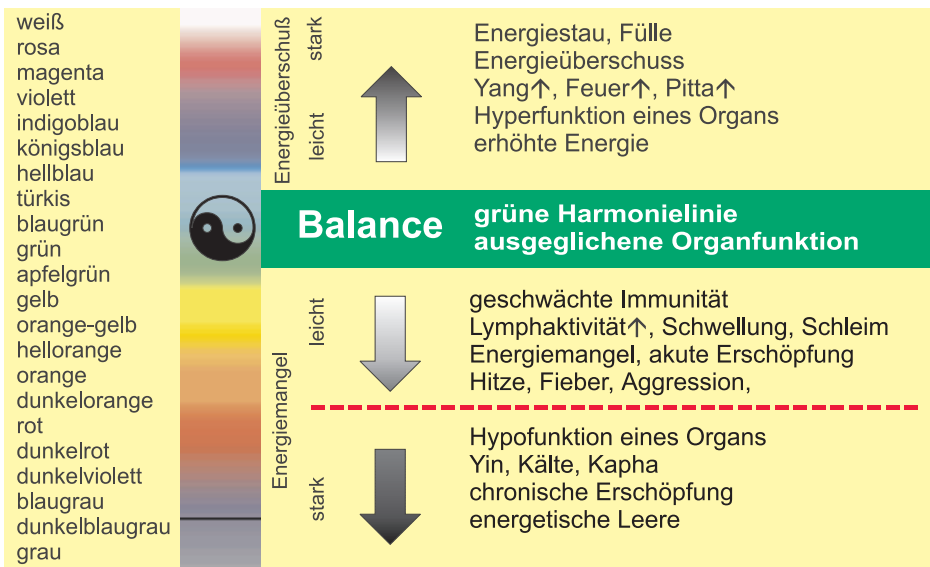 weiß
rosa
magenta
violett
indigoblau
königsblau
hellblau
türkis
blaugrün
grün
apfelgrün
gelb
orange-gelb
hellorange
orange
dunkelorange
rot
dunkelrot
dunkelviolett
blaugrau
dunkelblaugrau
grau
Energieüberschuß
stark
leicht
Energiestau, Fülle
Energieüberschuss
Yang↑, Feuer↑, Pitta↑
Hyperfunktion eines Organs
erhöhte Energie
Balance
grüne Harmonielinie
ausgeglichene Organfunktion
Energiemangel
leicht
stark
geschwächte Immunität
Lymphaktivität↑, Schwellung, Schleim
Energiemangel, akute Erschöpfung
Hitze, Fieber, Aggression,
Hypofunktion eines Organs
Yin, Kälte, Kapha
chronische Erschöpfung
energetische Leere